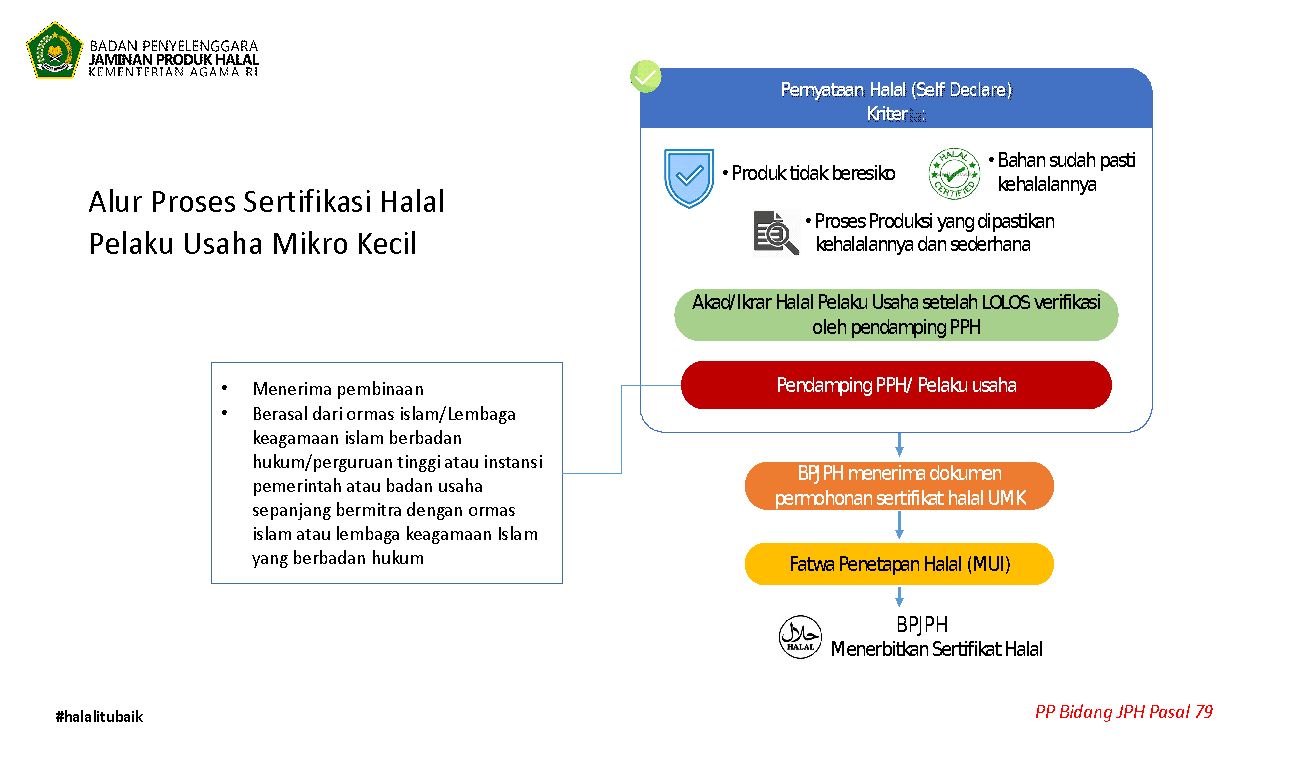 BADAN PENYELENGGARA
JAMINAN PRODUK HALAL
KEMENTERIAN AGAMA RI
Alur Proses Sertifikasi Halal
Pelaku Usaha Mikro Kecil
Pernyataan Halal (Self Declare)
Kriteria :
• Produk tidak beresiko
HALAL
CERTIFIED
• Bahan sudah pasti
kehalalannya
• Proses Produksi yang dipastikan
kehalalannya dan sederhana
Akad/Ikrar Halal Pelaku Usaha setelah LOLOS verifikasi
oleh pendamping PPH
Pendamping PPH/ Pelaku usaha
• Menerima pembinaan
• Berasal dari ormas islam/Lembaga
keagamaan islam berbadan
hukum/perguruan tinggi atau instansi
pemerintah atau badan usaha
sepanjang bermitra dengan ormas
islam atau lembaga keagamaan Islam
yang berbadan hukum
BPJPH menerima dokumen
permohonan sertifikat halal UMK
Fatwa Penetapan Halal (MUI)
حلال
HALAL
BPJPH
Menerbitkan Sertifikat Halal
#halalitubaik
PP Bidang JPH Pasal 79